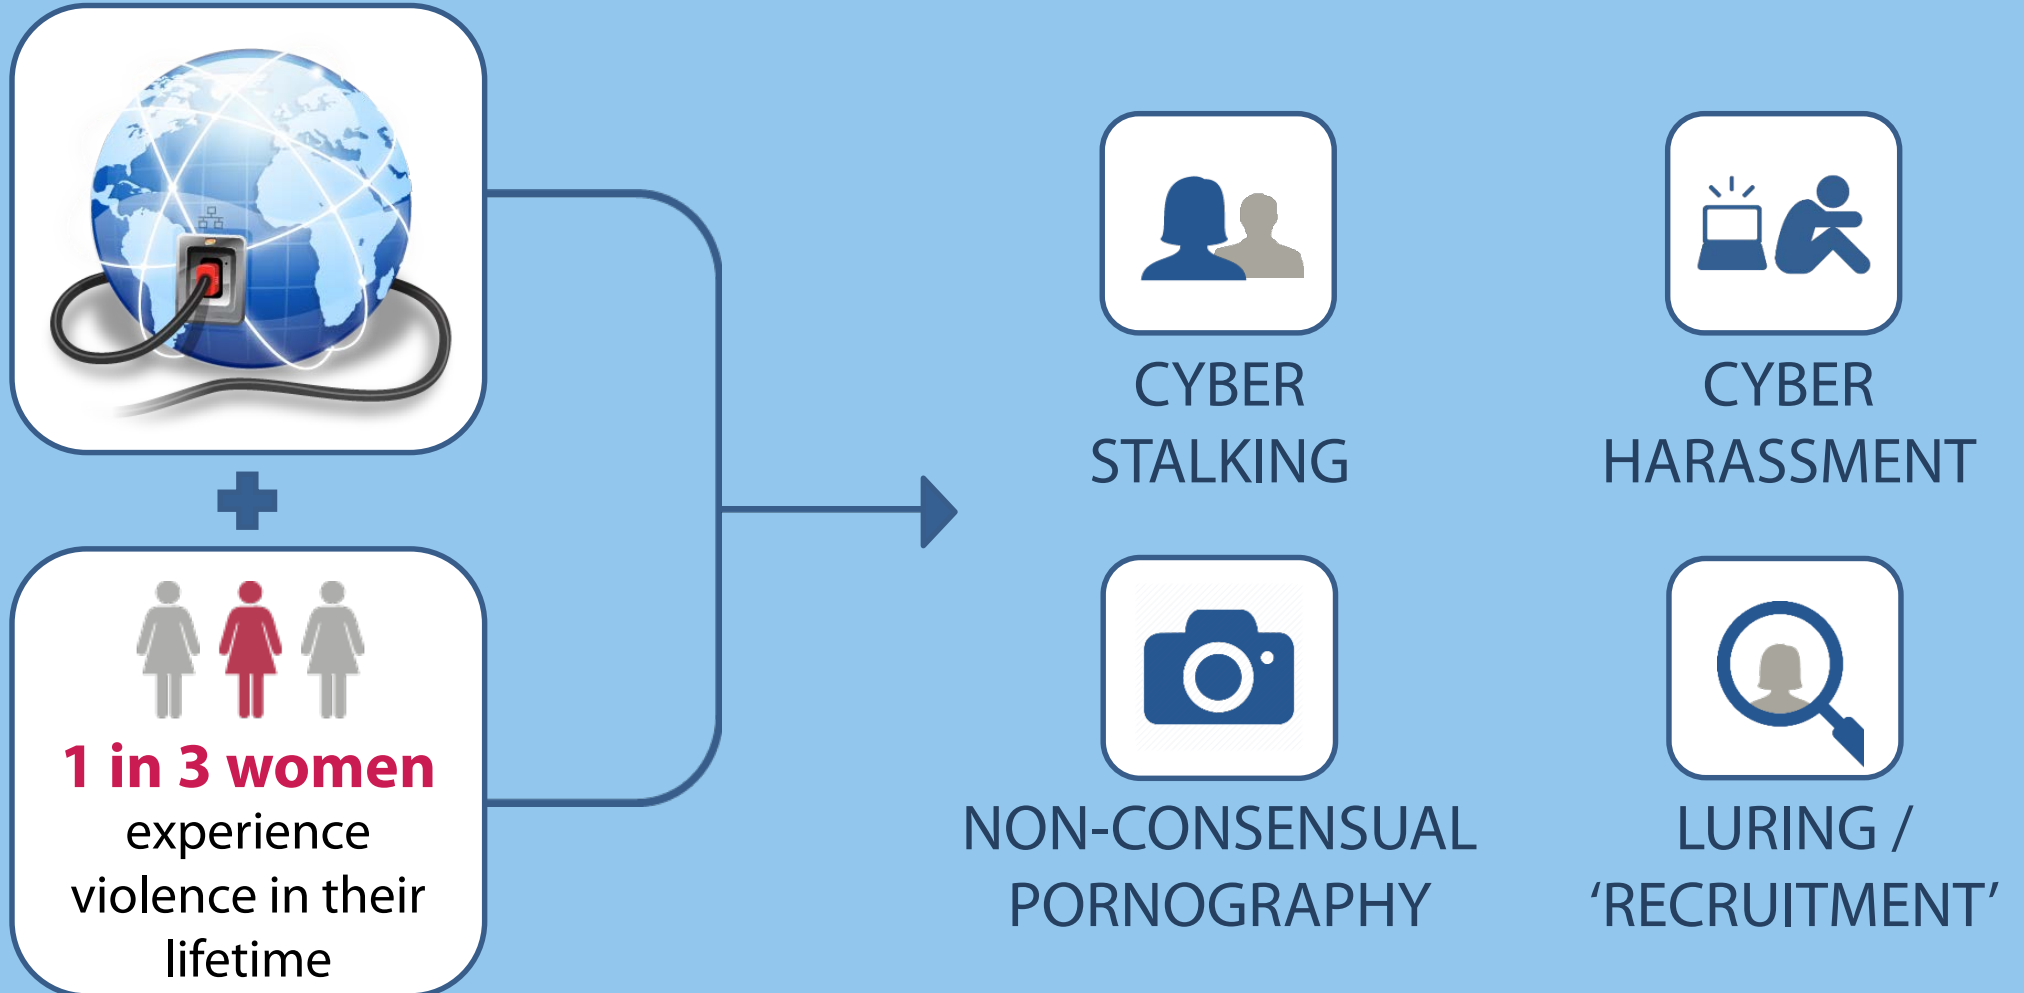 1 in 3 women
experience
violence in their
lifetime
CYBER
STALKING
CYBER
HARASSMENT
NON-CONSENSUAL
PORNOGRAPHY
LURING /
‘RECRUITMENT’